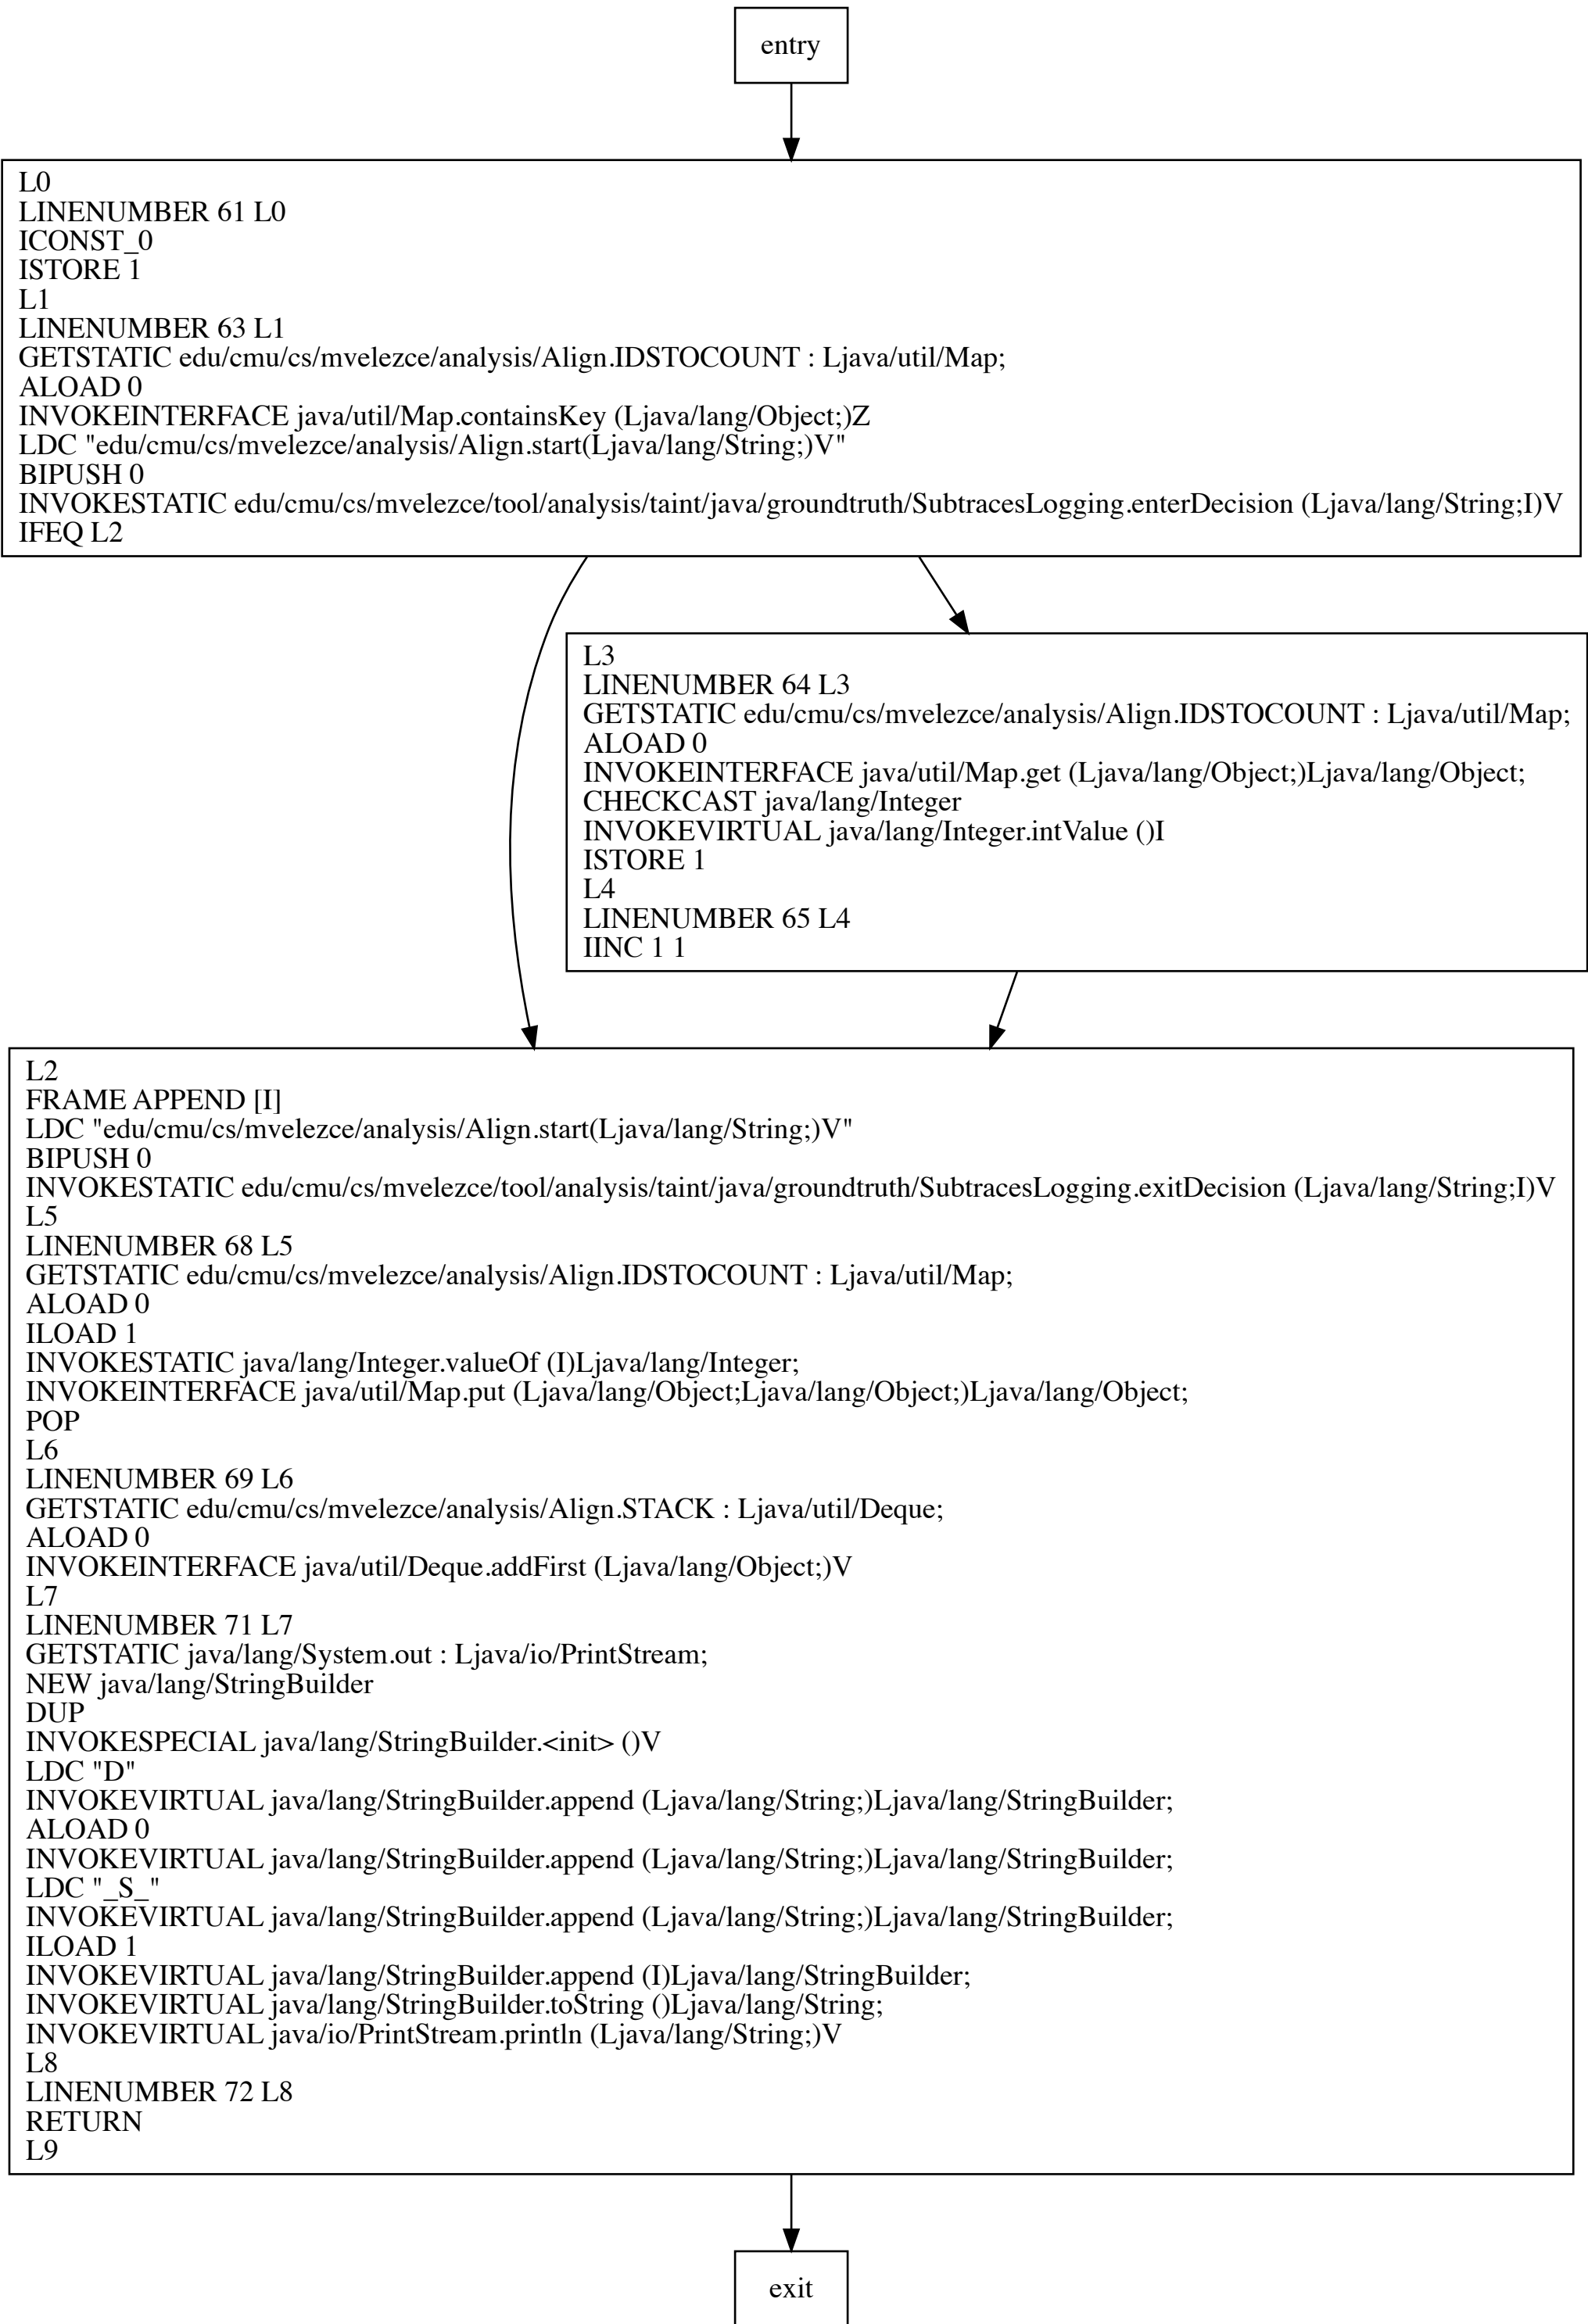 entry
L0
LINENUMBER 61 L0
ICONST_0
ISTORE 1
L1
LINENUMBER 63 L1
GETSTATIC edu/cmu/cs/mvelezce/analysis/Align.IDSTOCOUNT : Ljava/util/Map;
ALOAD 0
INVOKEINTERFACE java/util/Map.containsKey (Ljava/lang/Object;)Z
LDC "edu/cmu/cs/mvelezce/analysis/Align.start(Ljava/lang/String;)V"
BIPUSH 0
INVOKESTATIC edu/cmu/cs/mvelezce/tool/analysis/taint/java/groundtruth/SubtracesLogging.enterDecision (Ljava/lang/String;I)V
IFEQ L2
L3
LINENUMBER 64 L3
GETSTATIC edu/cmu/cs/mvelezce/analysis/Align.IDSTOCOUNT : Ljava/util/Map;
ALOAD 0
INVOKEINTERFACE java/util/Map.get (Ljava/lang/Object;)Ljava/lang/Object;
CHECKCAST java/lang/Integer
INVOKEVIRTUAL java/lang/Integer.intValue ()I
ISTORE 1
L4
LINENUMBER 65 L4
IINC 1 1
L2
FRAME APPEND [I]
LDC "edu/cmu/cs/mvelezce/analysis/Align.start(Ljava/lang/String;)V"
BIPUSH 0
INVOKESTATIC edu/cmu/cs/mvelezce/tool/analysis/taint/java/groundtruth/SubtracesLogging.exitDecision (Ljava/lang/String;I)V
L5
LINENUMBER 68 L5
GETSTATIC edu/cmu/cs/mvelezce/analysis/Align.IDSTOCOUNT : Ljava/util/Map;
ALOAD 0
ILOAD 1
INVOKESTATIC java/lang/Integer.valueOf (I)Ljava/lang/Integer;
INVOKEINTERFACE java/util/Map.put (Ljava/lang/Object;Ljava/lang/Object;)Ljava/lang/Object;
POP
L6
LINENUMBER 69 L6
GETSTATIC edu/cmu/cs/mvelezce/analysis/Align.STACK : Ljava/util/Deque;
ALOAD 0
INVOKEINTERFACE java/util/Deque.addFirst (Ljava/lang/Object;)V
L7
LINENUMBER 71 L7
GETSTATIC java/lang/System.out : Ljava/io/PrintStream;
NEW java/lang/StringBuilder
DUP
INVOKESPECIAL java/lang/StringBuilder.<init> ()V
LDC "D"
INVOKEVIRTUAL java/lang/StringBuilder.append (Ljava/lang/String;)Ljava/lang/StringBuilder;
ALOAD 0
INVOKEVIRTUAL java/lang/StringBuilder.append (Ljava/lang/String;)Ljava/lang/StringBuilder;
LDC "_S_"
INVOKEVIRTUAL java/lang/StringBuilder.append (Ljava/lang/String;)Ljava/lang/StringBuilder;
ILOAD 1
INVOKEVIRTUAL java/lang/StringBuilder.append (I)Ljava/lang/StringBuilder;
INVOKEVIRTUAL java/lang/StringBuilder.toString ()Ljava/lang/String;
INVOKEVIRTUAL java/io/PrintStream.println (Ljava/lang/String;)V
L8
LINENUMBER 72 L8
RETURN
L9
exit